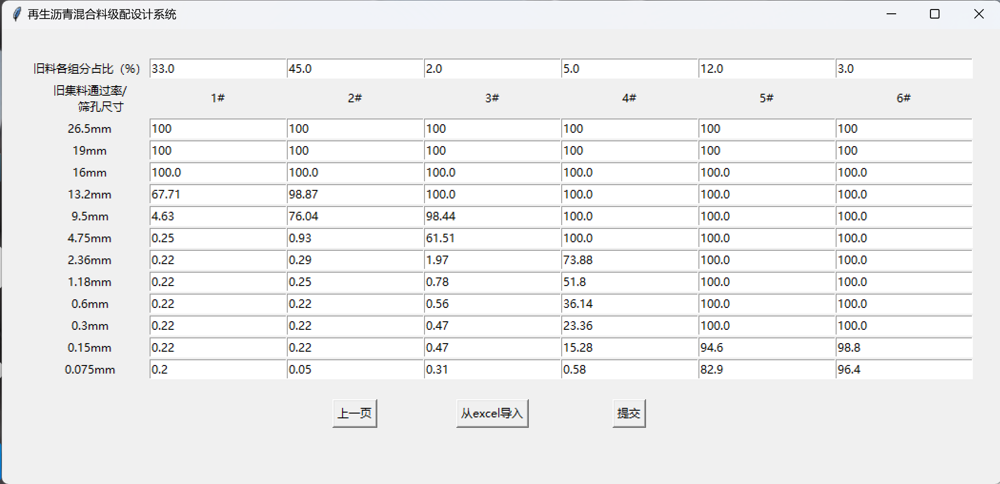 再生沥青混合料级配设计系统
旧料各组分占比（%） 33.0 45.0 2.0 5.0 12.0 3.0
旧集料通过率/
筛孔尺寸
1# 2# 3# 4# 5# 6#
26.5mm 100 100 100 100 100 100
19mm 100 100 100 100 100 100
16mm 100.0 100.0 100.0 100.0 100.0 100.0
13.2mm 67.71 98.87 100.0 100.0 100.0 100.0
9.5mm 4.63 76.04 98.44 100.0 100.0 100.0
4.75mm 0.25 0.93 61.51 100.0 100.0 100.0
2.36mm 0.22 0.29 1.97 73.88 100.0 100.0
1.18mm 0.22 0.25 0.78 51.8 100.0 100.0
0.6mm 0.22 0.22 0.56 36.14 100.0 100.0
0.3mm 0.22 0.22 0.47 23.36 100.0 100.0
0.15mm 0.22 0.22 0.47 15.28 94.6 98.8
0.075mm 0.2 0.05 0.31 0.58 82.9 96.4
上一页 从excel导入 提交